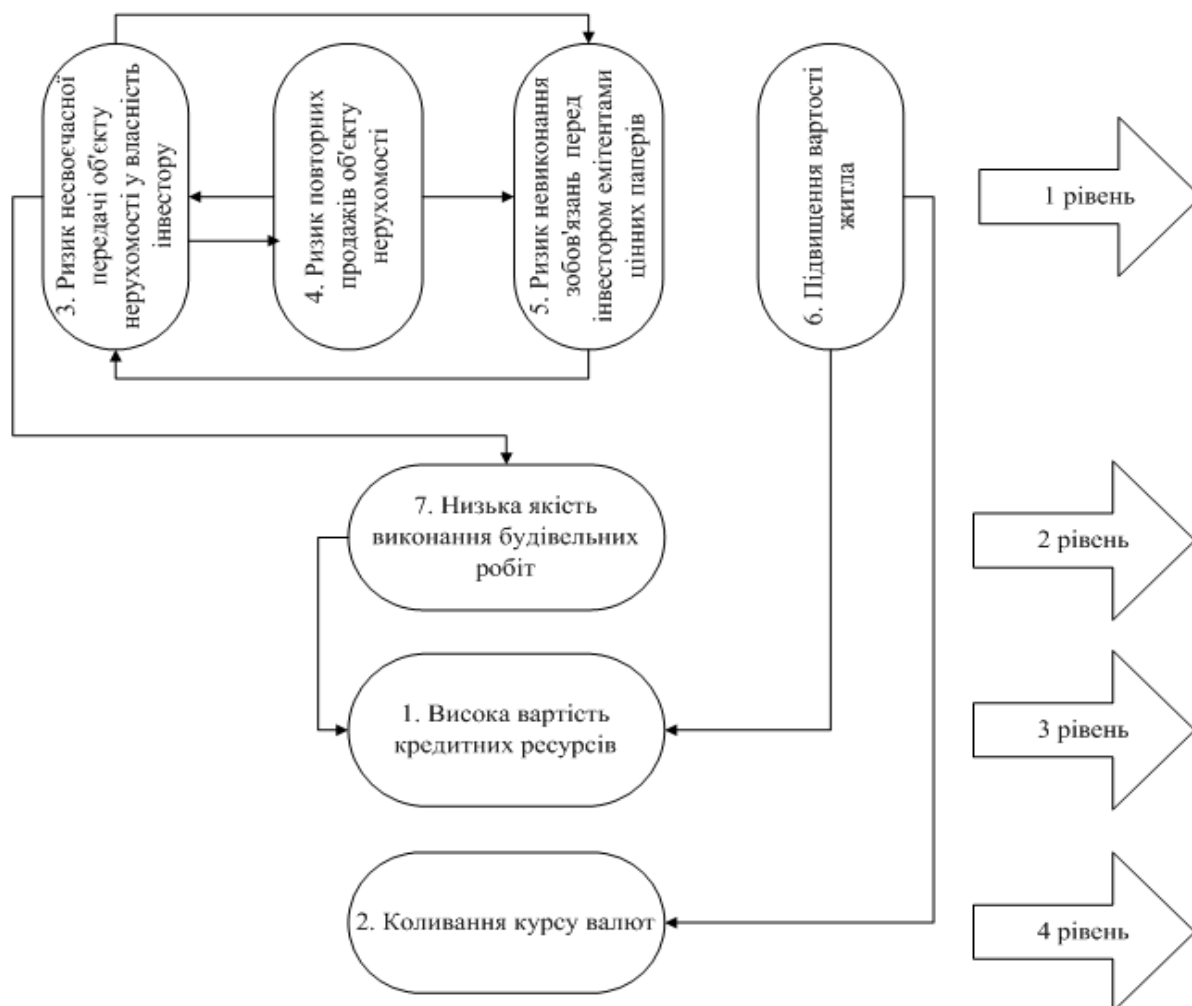 3. Ризик несвоєчасної
передачі об'єкту
нерухомості у власність
інвестору
4. Ризик повторних
продажів об'єкту
нерухомості
5. Ризик невиконання
зобов'язань перед
інвестором емітентами
цінних паперів
6. Підвищення вартості
житла
1 рівень
7. Низька якість
виконання будівельних
робіт
2 рівень
1. Висока вартість
кредитних ресурсів
3 рівень
2. Коливання курсу валют
4 рівень